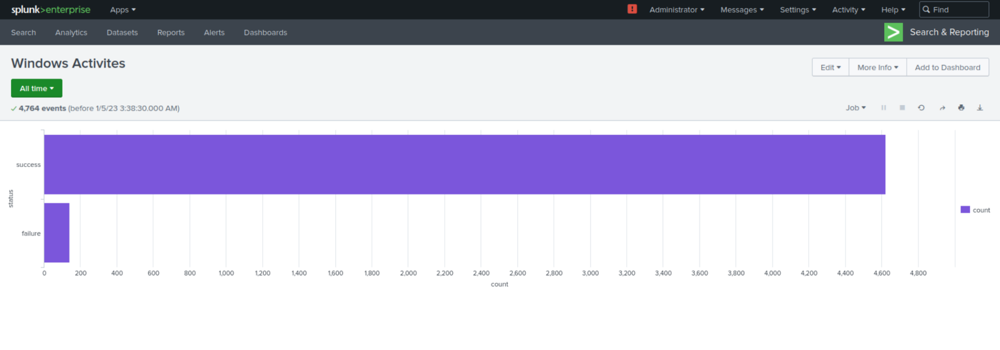 splunk>enterprise Apps Administrator Messages Settings Activity Help Find
Search Analytics Datasets Reports Alerts Dashboards Search & Reporting
Windows Activites
Edit More Info Add to Dashboard
All time
4,764 events (before 1/5/23 3:38:30.000 AM)
Job
success
status
failure
count
0 200 400 600 800 1,000 1,200 1,400 1,600 1,800 2,000 2,200 2,400 2,600 2,800 3,000 3,200 3,400 3,600 3,800 4,000 4,200 4,400 4,600 4,800
count